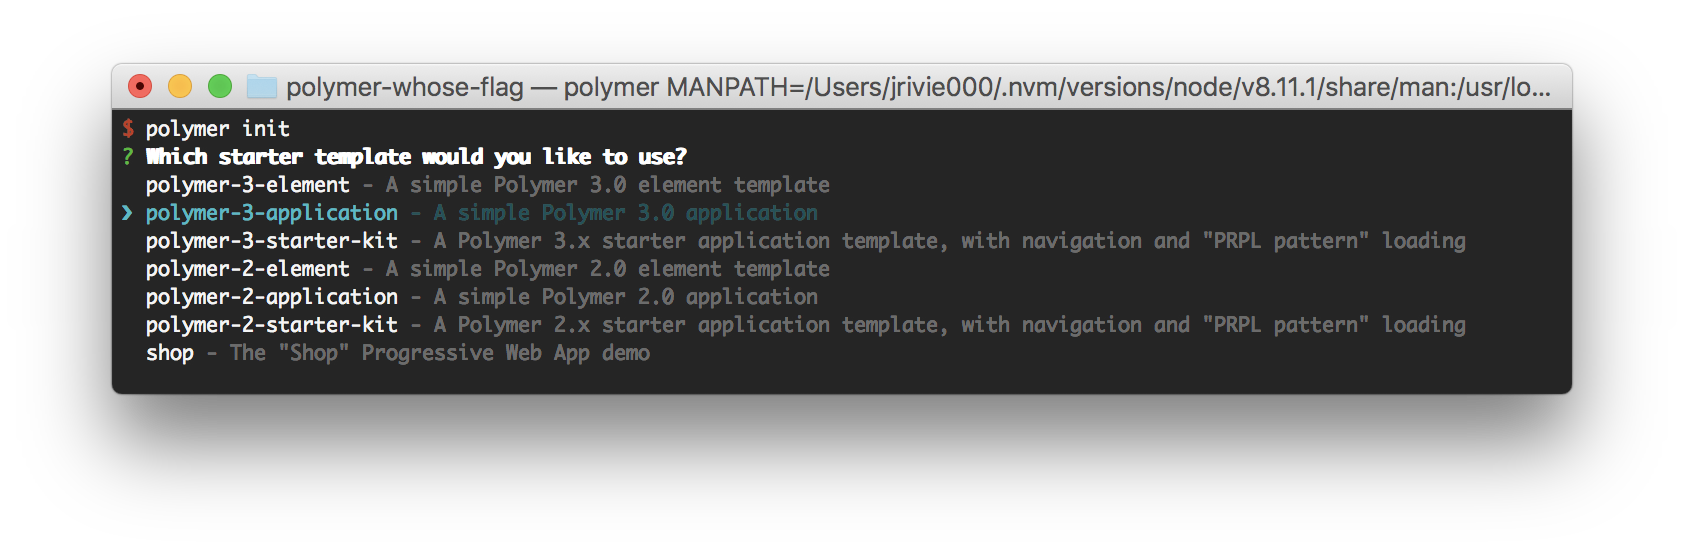 polymer-whose-flag — polymer MANPATH=/Users/jrivie000/.nvm/versions/node/v8.11.1/share/man:/usr/lo...
$ polymer init
? Which starter template would you like to use?
polymer-3-element - A simple Polymer 3.0 element template
❯ polymer-3-application - A simple Polymer 3.0 application
polymer-3-starter-kit - A Polymer 3.x starter application template, with navigation and "PRPL pattern" loading
polymer-2-element - A simple Polymer 2.0 element template
polymer-2-application - A simple Polymer 2.0 application
polymer-2-starter-kit - A Polymer 2.x starter application template, with navigation and "PRPL pattern" loading
shop - The "Shop" Progressive Web App demo